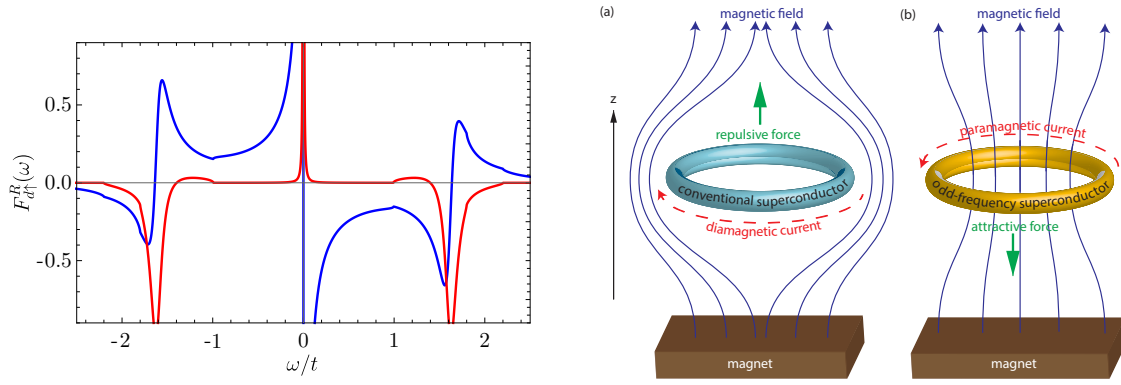 F^R_{d↑}(ω)
0.5
0.0
-0.5
-2
-1
0
1
2
ω/t
(a)
magnetic field
z
repulsive force
conventional superconductor
diamagnetic current
magnet
(b)
magnetic field
paramagnetic current
odd-frequency superconductor
attractive force
magnet